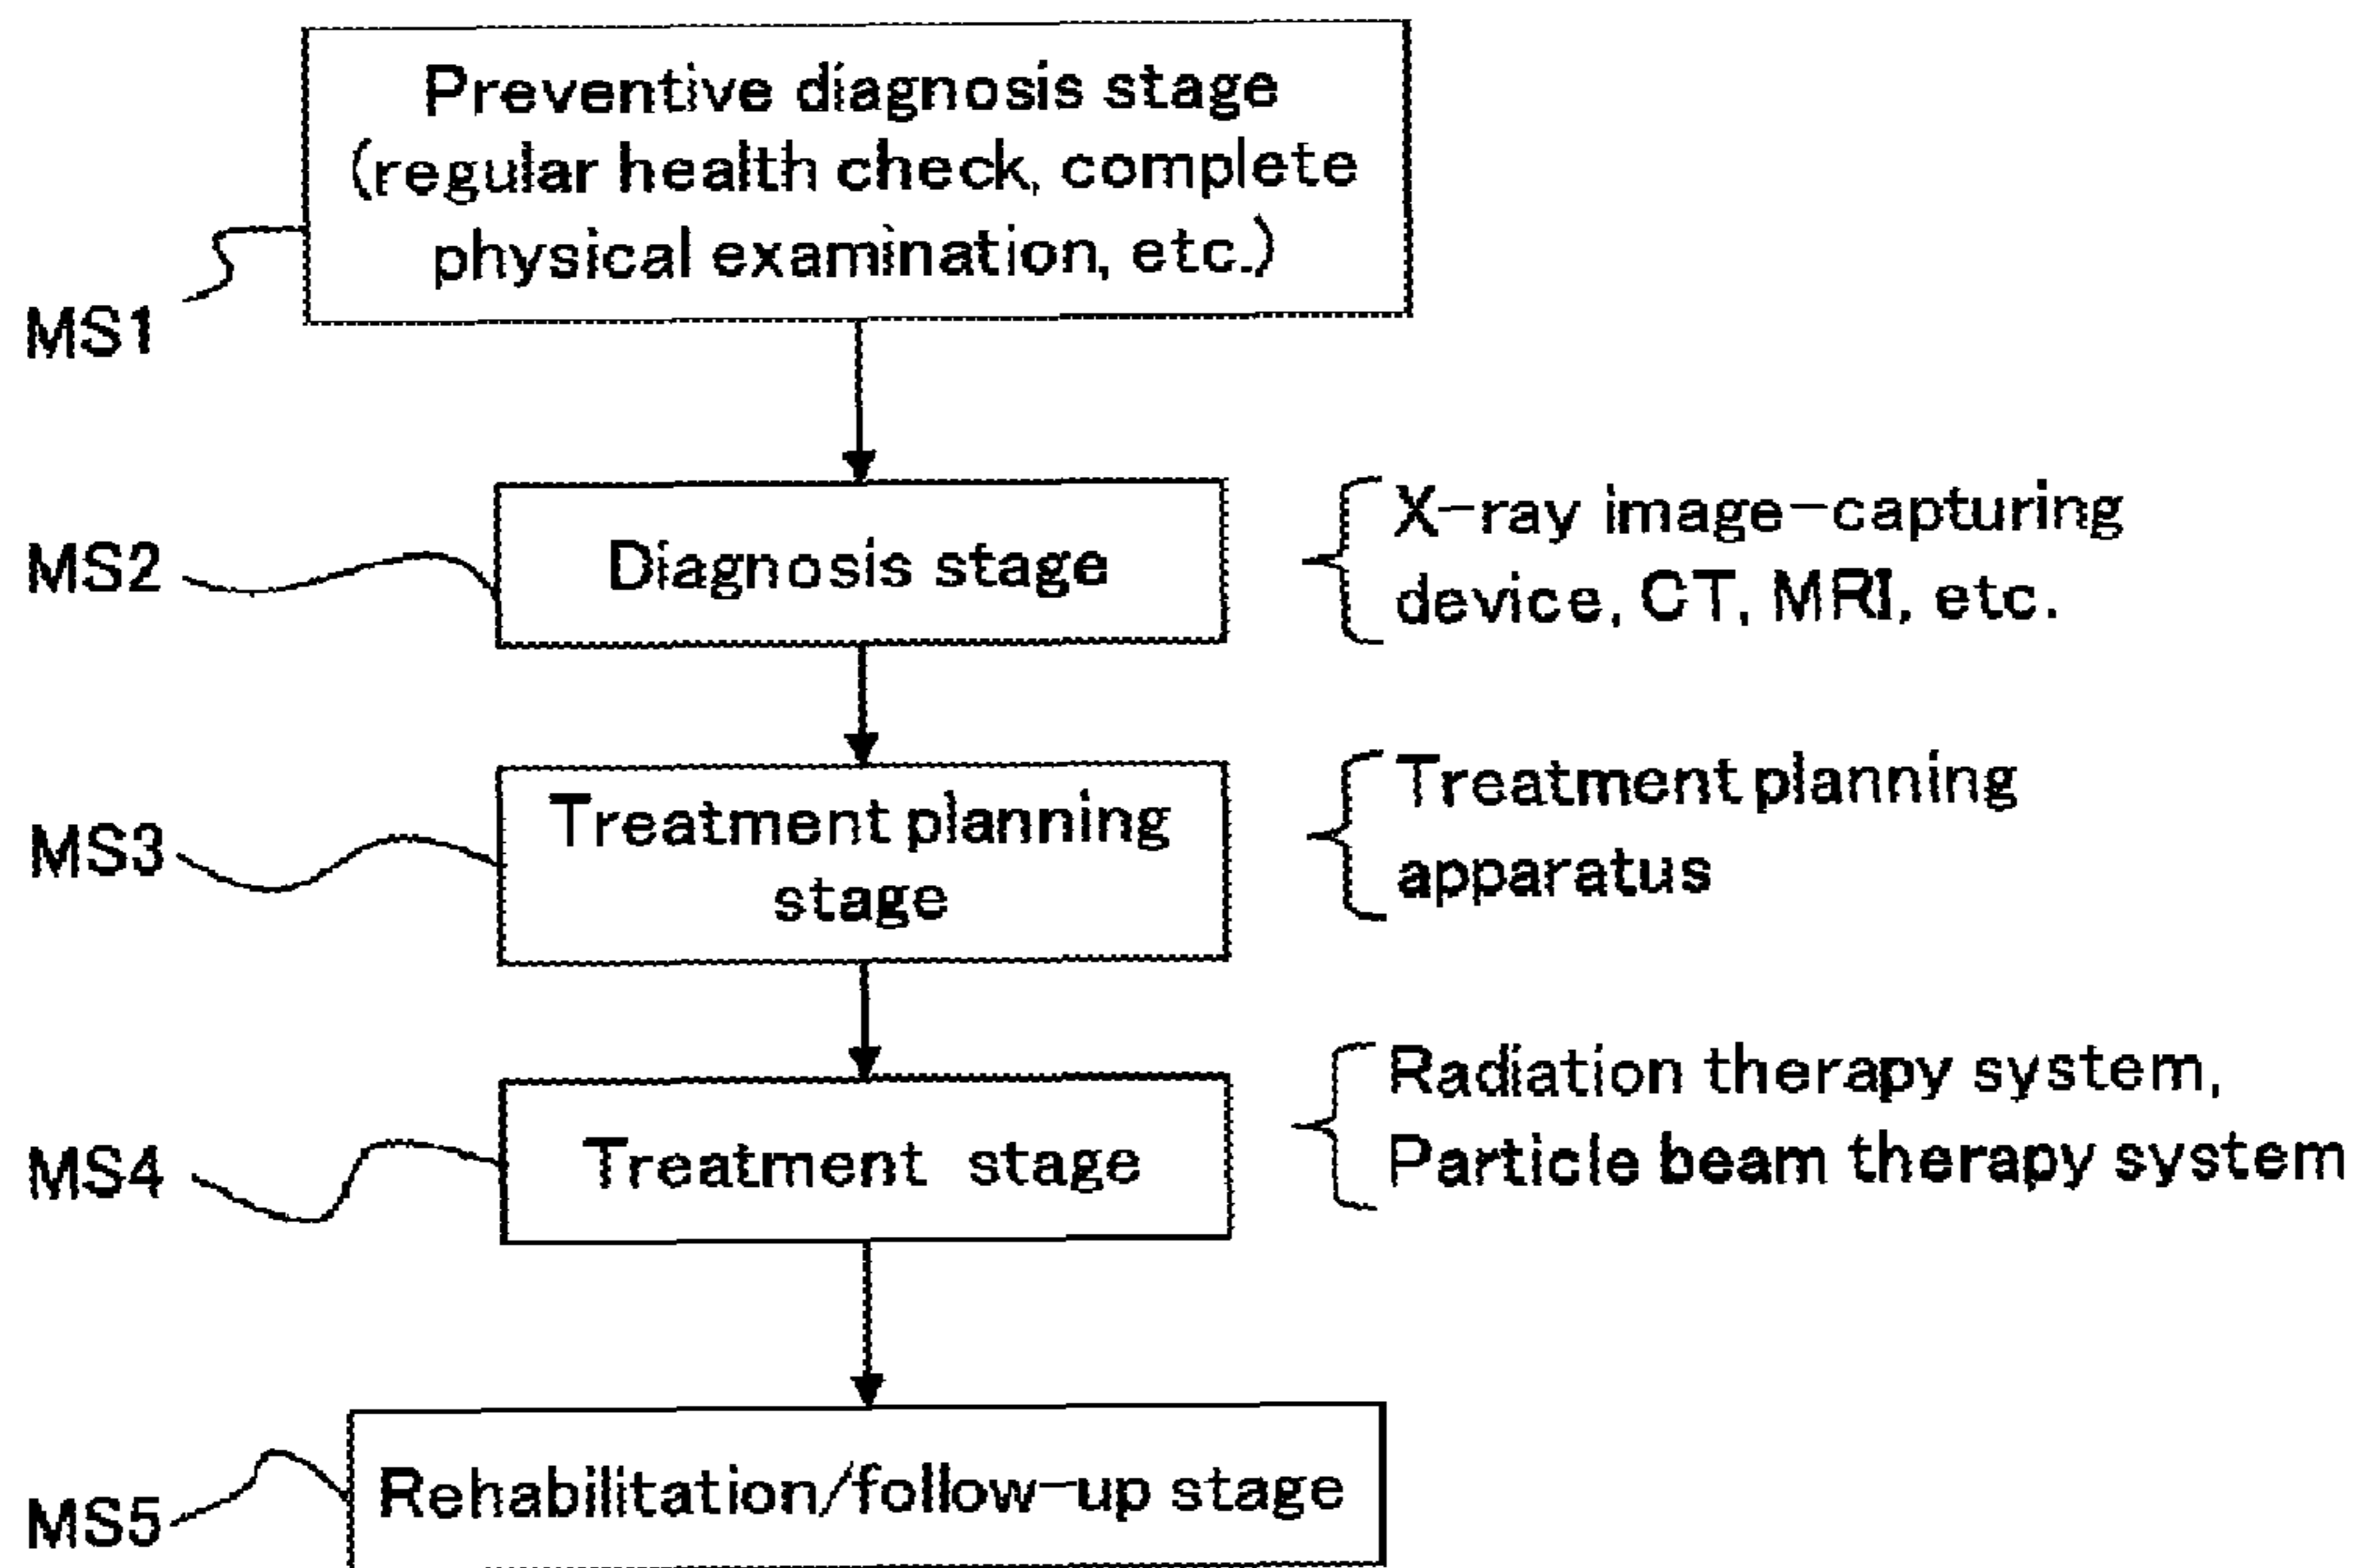 Preventive diagnosis stage
(regular health check, complete
physical examination, etc.)
MS1
MS2
Diagnosis stage
X-ray image-capturing
device, CT, MRI, etc.
MS3
Treatment planning
stage
Treatment planning
apparatus
MS4
Treatment stage
Radiation therapy system,
Particle beam therapy system
MS5
Rehabilitation/follow-up stage